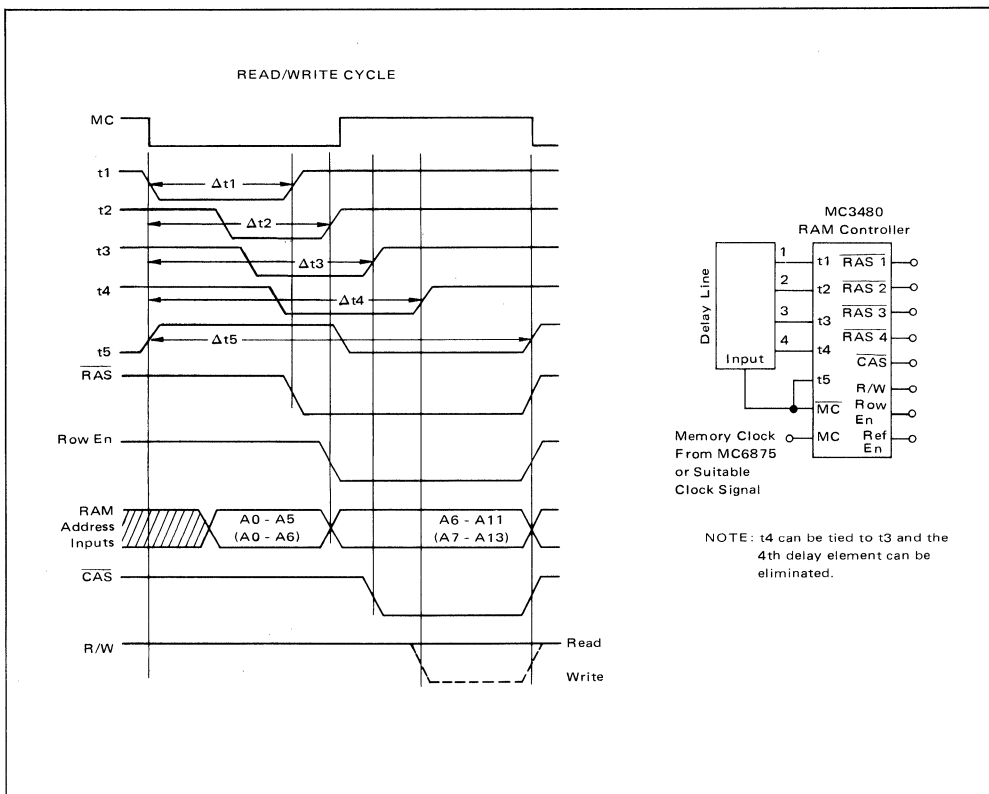 READ/WRITE CYCLE
MC
t1
Δt1
t2
Δt2
t3
Δt3
t4
Δt4
t5
Δt5
RAS
Row En
RAM
Address
Inputs
A0 - A5
(A0 - A6)
A6 - A11
(A7 - A13)
CAS
R/W
Read
Write
MC3480
RAM Controller
Delay Line
Input
1
2
3
4
t1
t2
t3
t4
t5
MC
MC
RAS 1
RAS 2
RAS 3
RAS 4
CAS
R/W
Row
En
Ref
En
Memory Clock
From MC6875
or Suitable
Clock Signal
NOTE: t4 can be tied to t3 and the
4th delay element can be
eliminated.